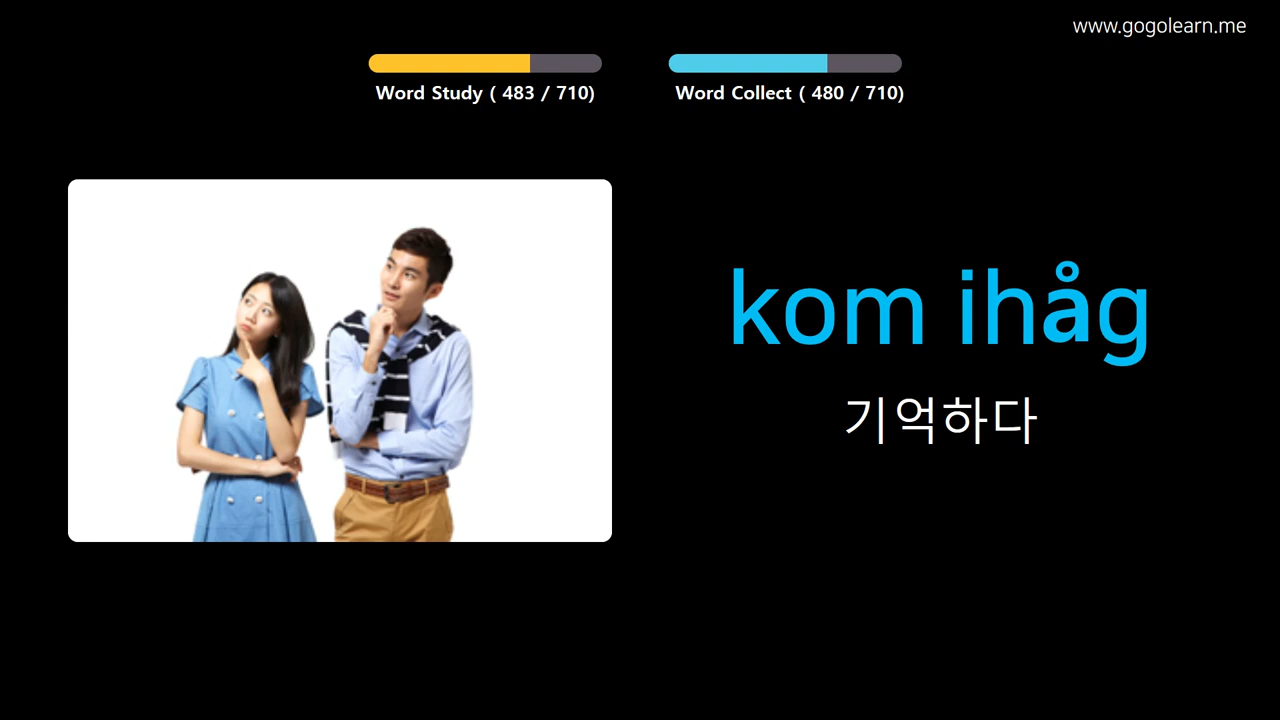 www.gogolearn.me
Word Study ( 483 / 710)
Word Collect ( 480 / 710)
kom ihåg
기억하다